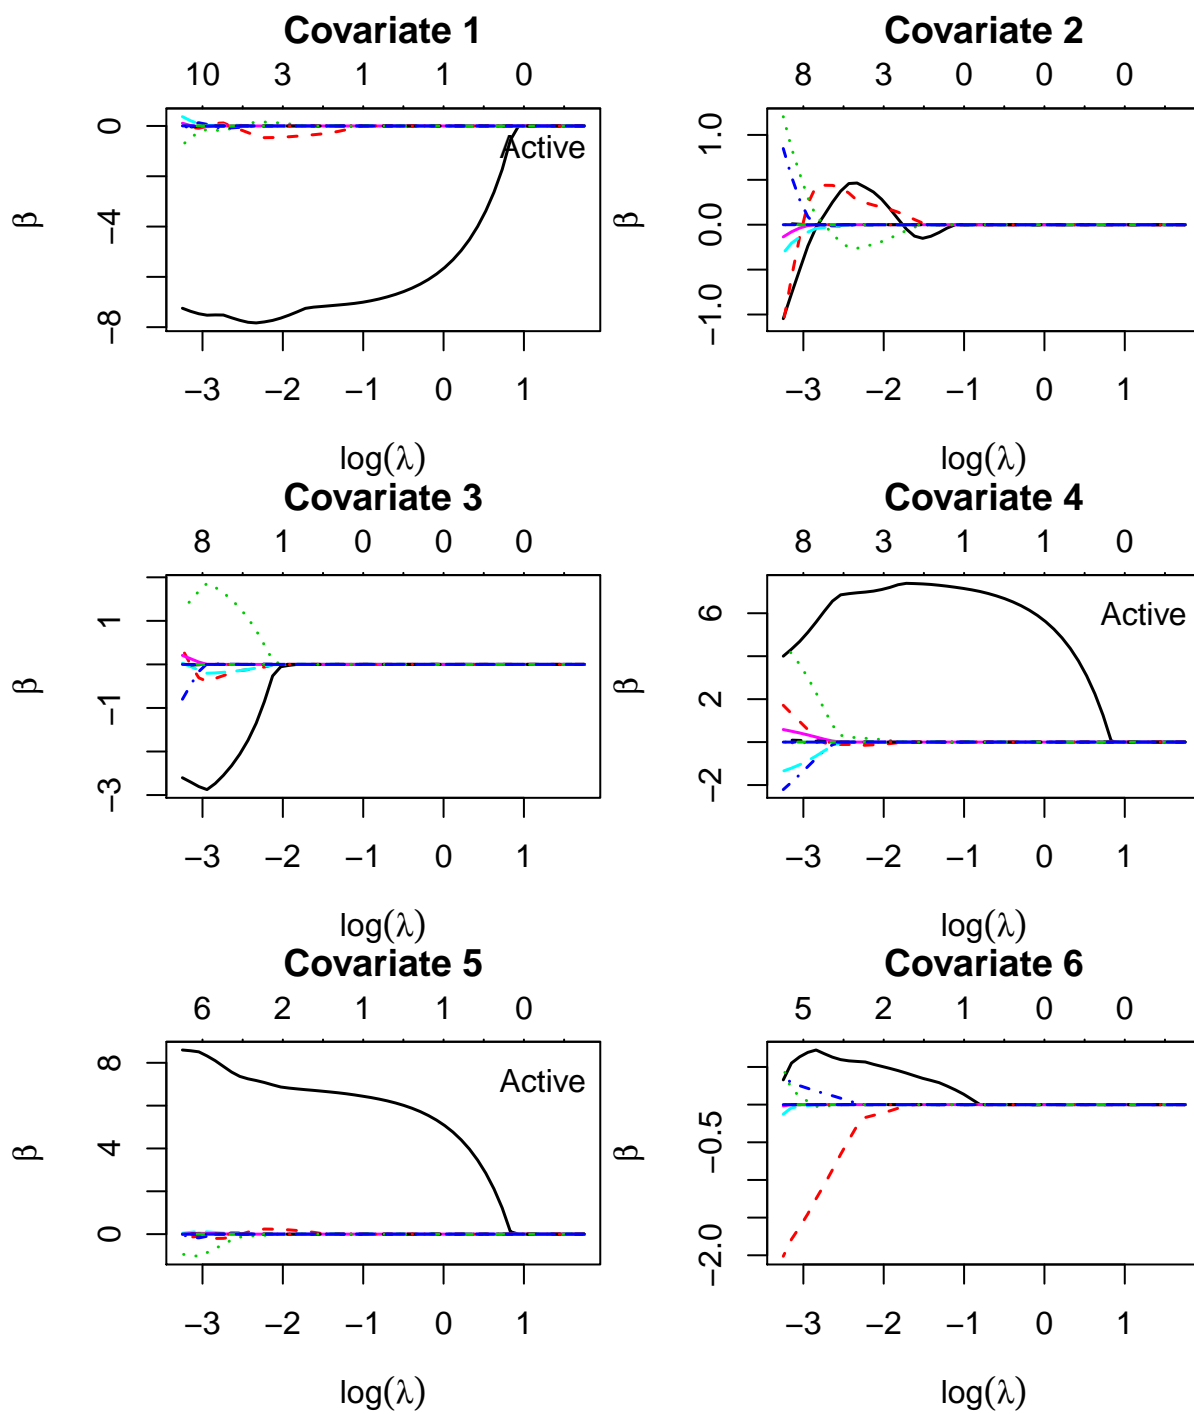 Covariate 1
10 3 1 1 0
β
0 −4 −8
Active
−3 −2 −1 0 1
log(λ)
Covariate 2
8 3 0 0 0
β
1.0 0.0 −1.0
−3 −2 −1 0 1
log(λ)
Covariate 3
8 1 0 0 0
β
1 −1 −3
−3 −2 −1 0 1
log(λ)
Covariate 4
8 3 1 1 0
β
6 2 −2
Active
−3 −2 −1 0 1
log(λ)
Covariate 5
6 2 1 1 0
β
8 4 0
Active
−3 −2 −1 0 1
log(λ)
Covariate 6
5 2 1 0 0
β
−0.5 −2.0
−3 −2 −1 0 1
log(λ)